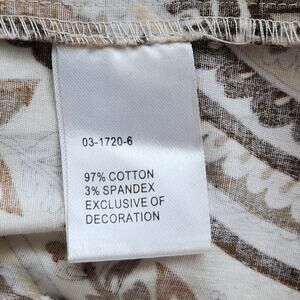 03-1720-6
97% COTTON
3% SPANDEX
EXCLUSIVE OF
DECORATION